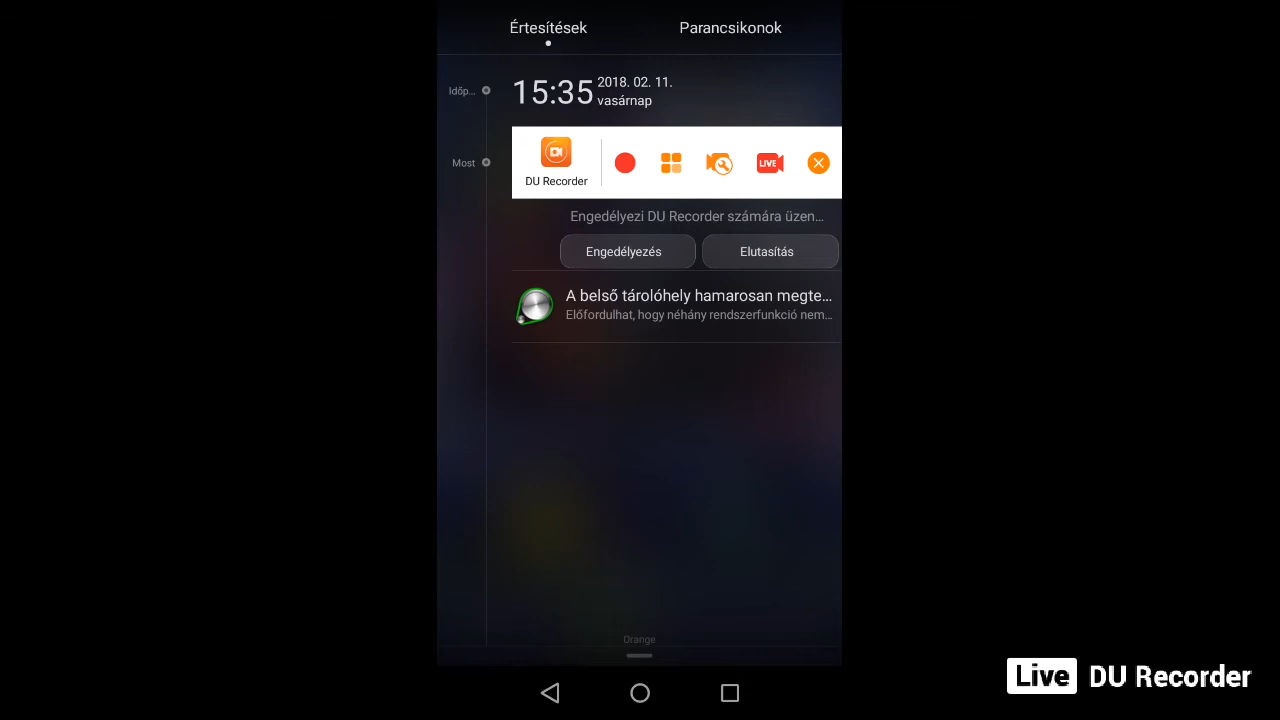 Értesítések
Parancsikonok
Időp...
15:35
2018. 02. 11.
vasárnap
Most
DU Recorder
LIVE
Engedélyezi DU Recorder számára üzen...
Engedélyezés
Elutasítás
A belső tárolóhely hamarosan megte...
Előfordulhat, hogy néhány rendszerfunkció nem...
Orange
Live DU Recorder